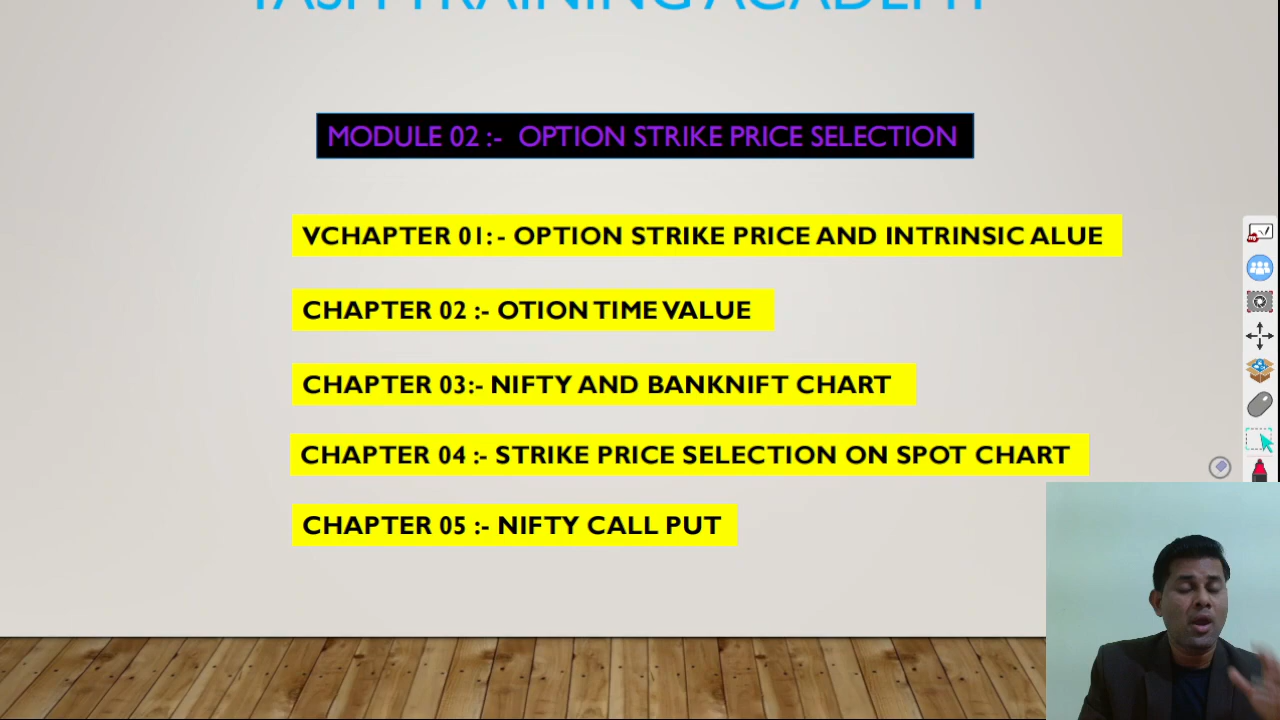 TRAINING ACADEMY
MODULE 02 :- OPTION STRIKE PRICE SELECTION
VCHAPTER 01: - OPTION STRIKE PRICE AND INTRINSIC ALUE
CHAPTER 02 :- OTION TIME VALUE
CHAPTER 03:- NIFTY AND BANKNIFT CHART
CHAPTER 04 :- STRIKE PRICE SELECTION ON SPOT CHART
CHAPTER 05 :- NIFTY CALL PUT